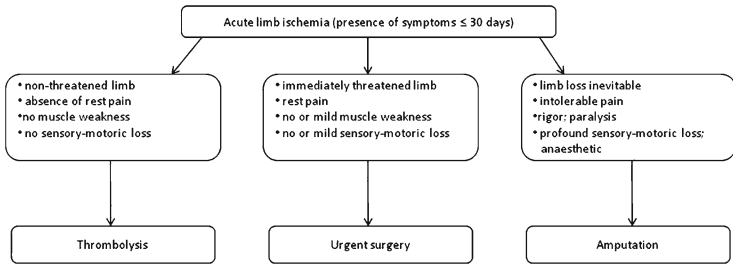 Acute limb ischemia (presence of symptoms ≤ 30 days)
• non-threatened limb
• absence of rest pain
• no muscle weakness
• no sensory-motoric loss
• immediately threatened limb
• rest pain
• no or mild muscle weakness
• no or mild sensory-motoric loss
• limb loss inevitable
• intolerable pain
• rigor; paralysis
• profound sensory-motoric loss;
anaesthetic
Thrombolysis
Urgent surgery
Amputation